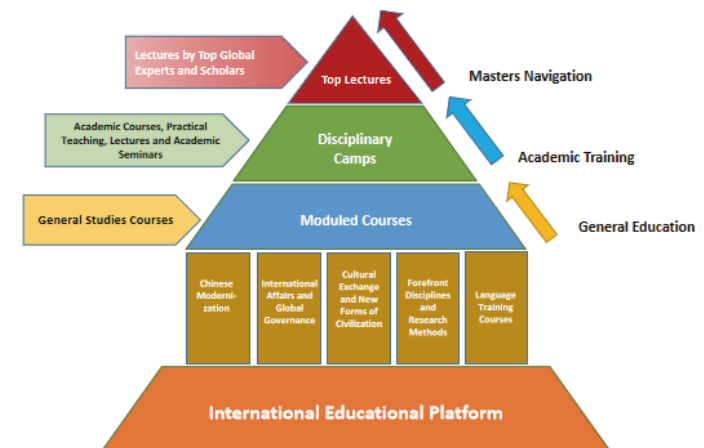 Lectures by Top Global
Experts and Scholars
Top Lectures
Masters Navigation
Academic Courses, Practical
Teaching, Lectures and Academic
Seminars
Disciplinary
Camps
Academic Training
General Studies Courses
Moduled Courses
General Education
Chinese
Moderni-
zation
International
Affairs and
Global
Governance
Cultural
Exchange
and New
Forms of
Civilization
Forefront
Disciplines
and
Research
Methods
Language
Training
Courses
International Educational Platform